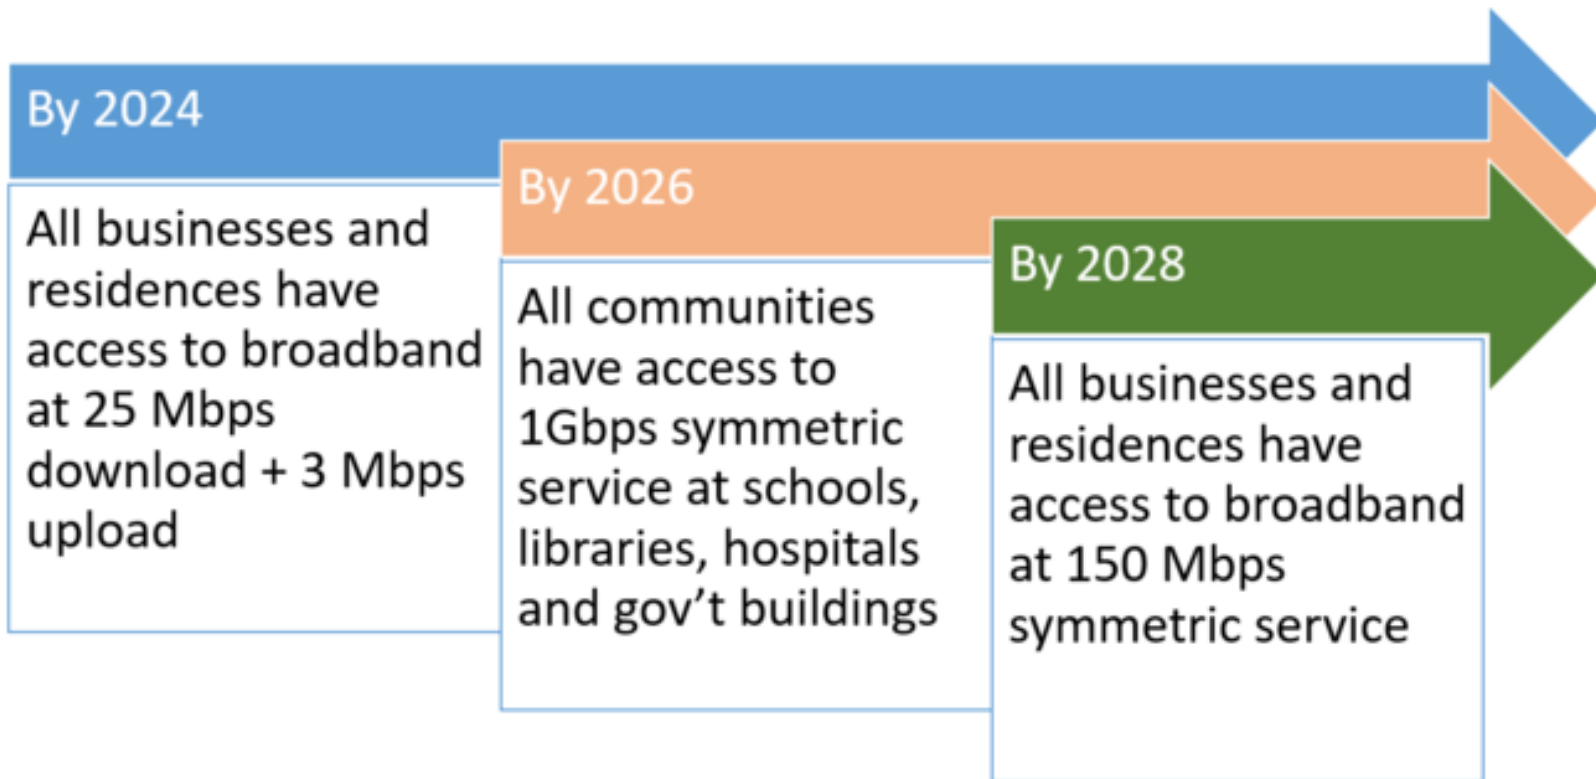 By 2024
All businesses and
residences have
access to broadband
at 25 Mbps
download + 3 Mbps
upload
By 2026
All communities
have access to
1Gbps symmetric
service at schools,
libraries, hospitals
and gov’t buildings
By 2028
All businesses and
residences have
access to broadband
at 150 Mbps
symmetric service